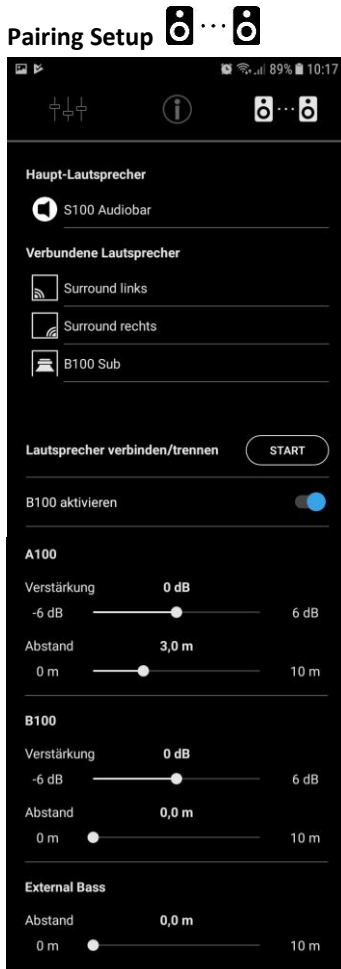 Pairing Setup
89% 10:17
Haupt-Lautsprecher
S100 Audiobar
Verbundene Lautsprecher
Surround links
Surround rechts
B100 Sub
Lautsprecher verbinden/trennen START
B100 aktivieren
A100
Verstärkung 0 dB
-6 dB 6 dB
Abstand 3,0 m
0 m 10 m
B100
Verstärkung 0 dB
-6 dB 6 dB
Abstand 0,0 m
0 m 10 m
External Bass
Abstand 0,0 m
0 m 10 m